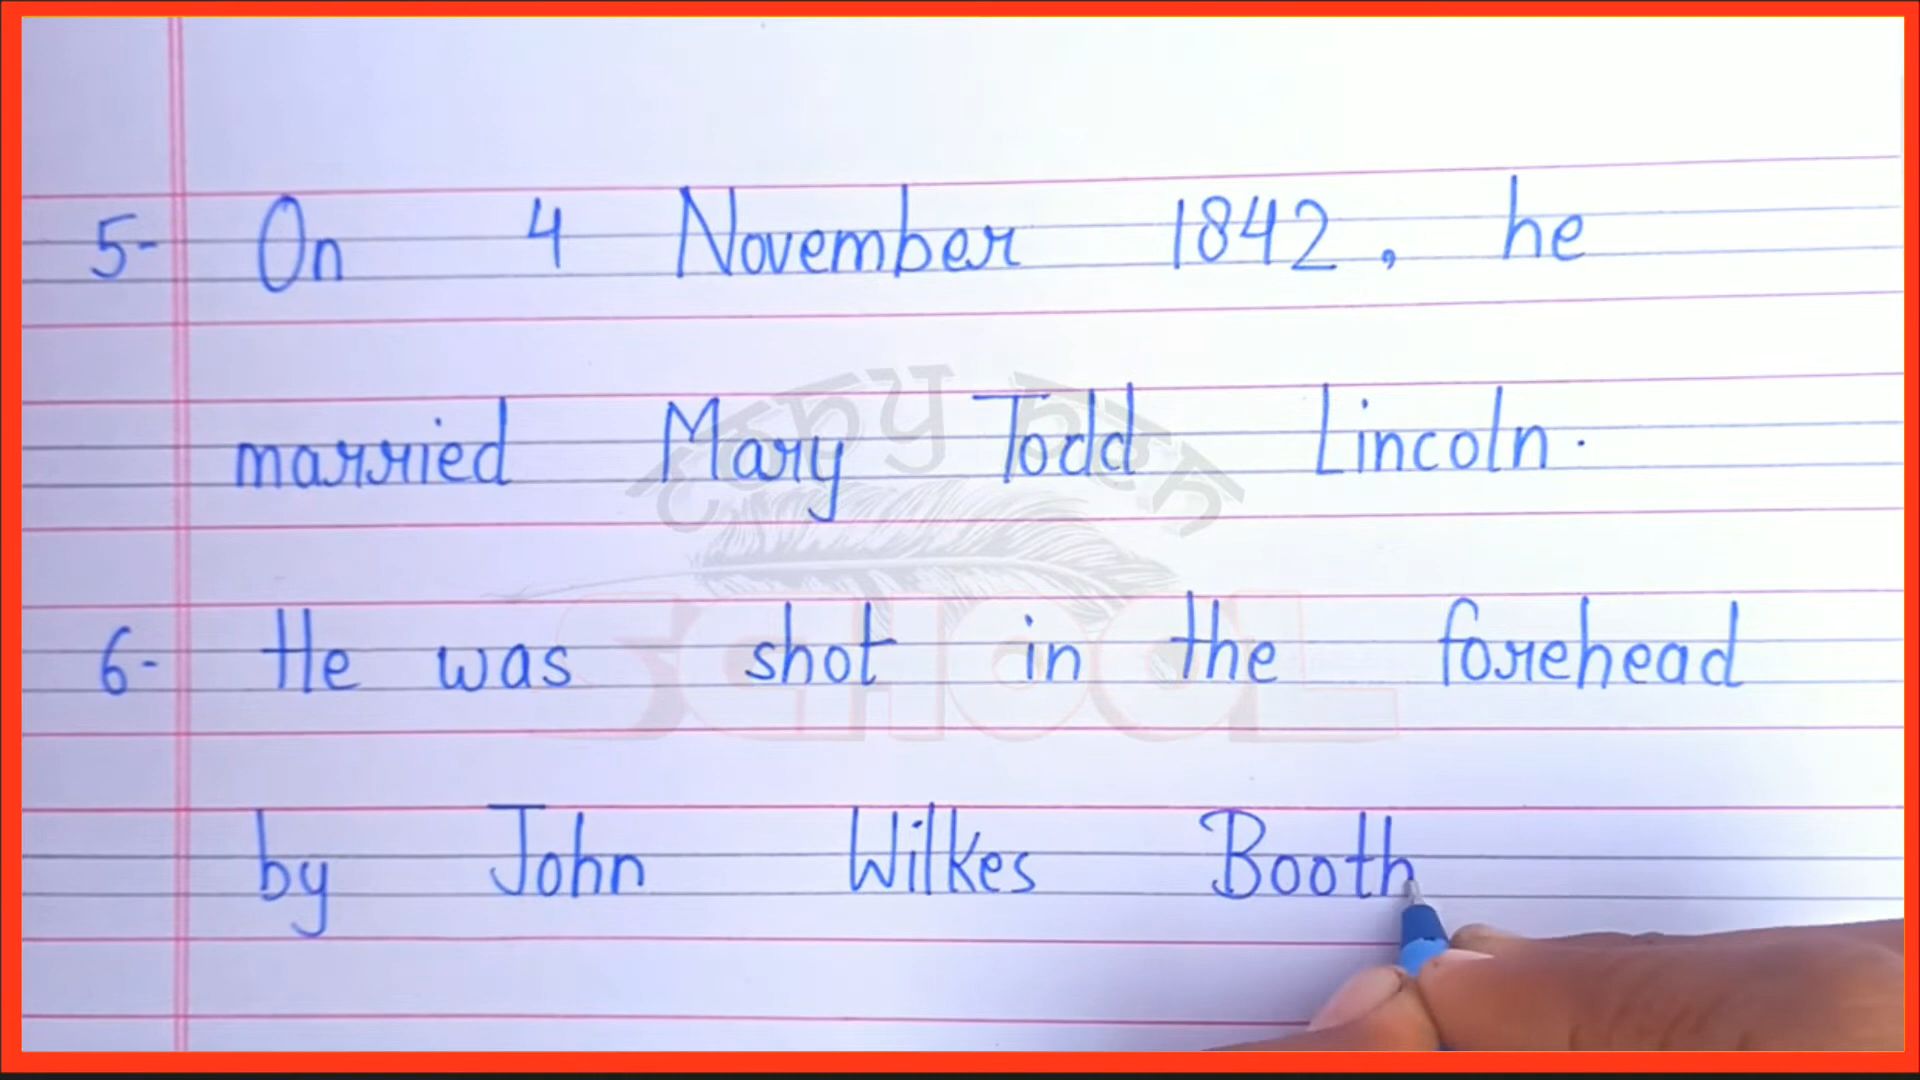 5- On 4 November 1842, he
married Mary Todd Lincoln.
कॉपी पेन
SCHOOL
6- He was shot in the forehead
by John Wilkes Booth